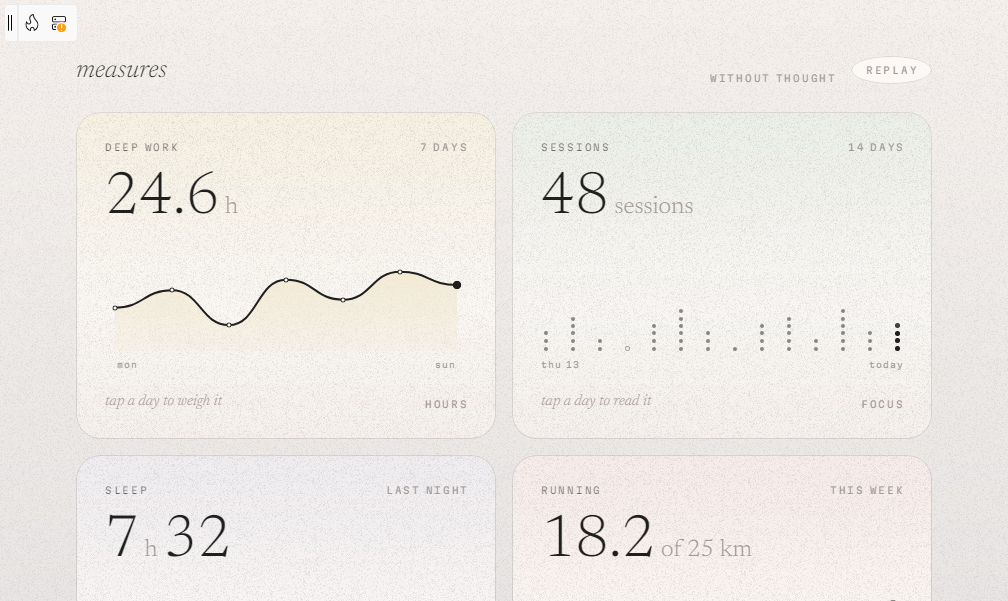 measures
WITHOUT THOUGHT
REPLAY
DEEP WORK
7 DAYS
24.6 h
mon
sun
tap a day to weigh it
HOURS
SESSIONS
14 DAYS
48 sessions
thu 13
today
tap a day to read it
FOCUS
SLEEP
LAST NIGHT
7 h 32
RUNNING
THIS WEEK
18.2 of 25 km